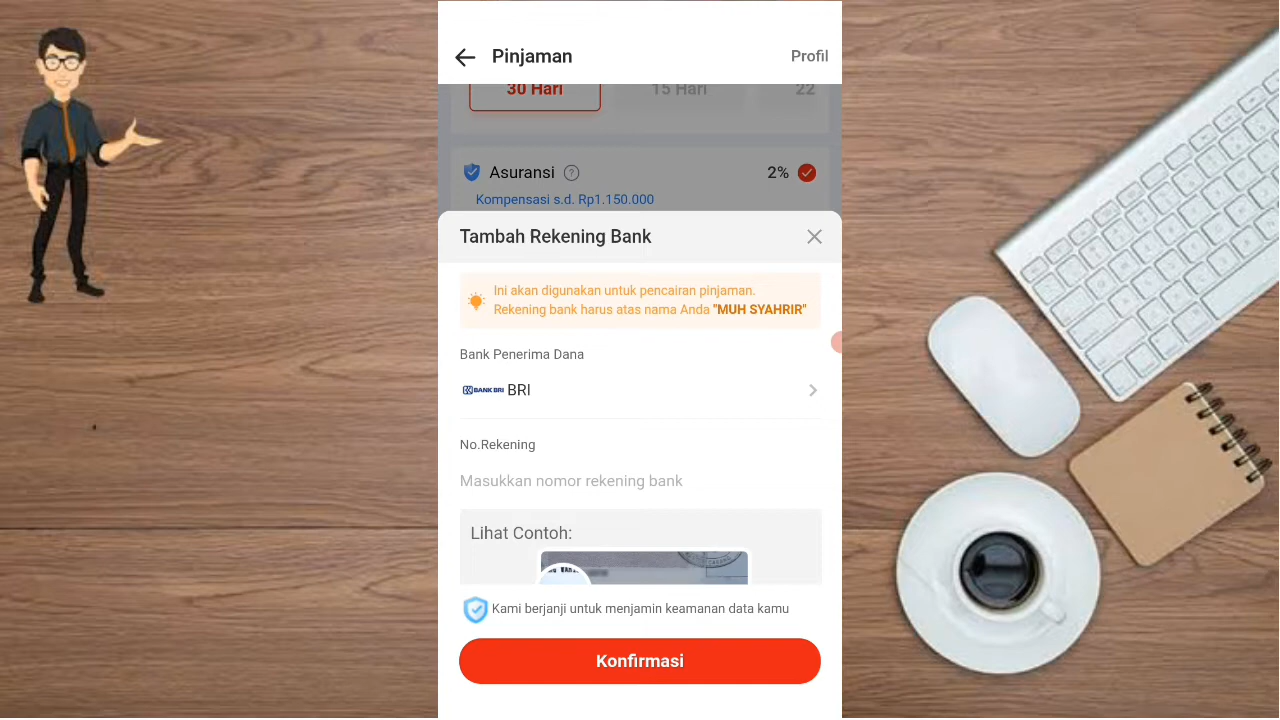 Pinjaman
Profil
30 Hari
15 Hari
22
Asuransi ?
2%
Kompensasi s.d. Rp1.150.000
Tambah Rekening Bank
Ini akan digunakan untuk pencairan pinjaman.
Rekening bank harus atas nama Anda "MUH SYAHRIR"
Bank Penerima Dana
BANK BRI BRI
No.Rekening
Masukkan nomor rekening bank
Lihat Contoh:
Kami berjanji untuk menjamin keamanan data kamu
Konfirmasi